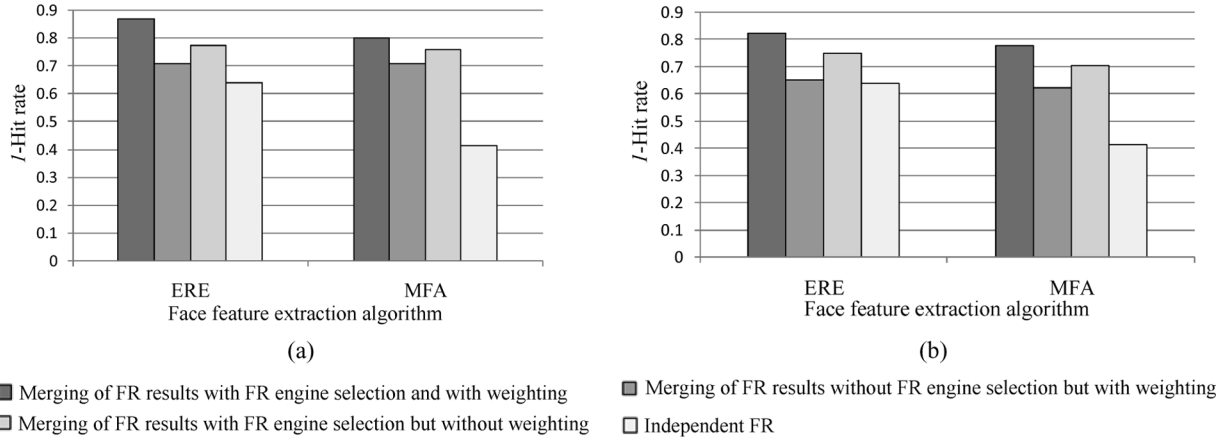 0.9
0.8
0.7
0.6
0.5
0.4
0.3
0.2
0.1
0
1-Hit rate
ERE MFA
Face feature extraction algorithm
(a)
0.9
0.8
0.7
0.6
0.5
0.4
0.3
0.2
0.1
0
1-Hit rate
ERE MFA
Face feature extraction algorithm
(b)
Merging of FR results with FR engine selection and with weighting
Merging of FR results without FR engine selection but with weighting
Merging of FR results with FR engine selection but without weighting
Independent FR